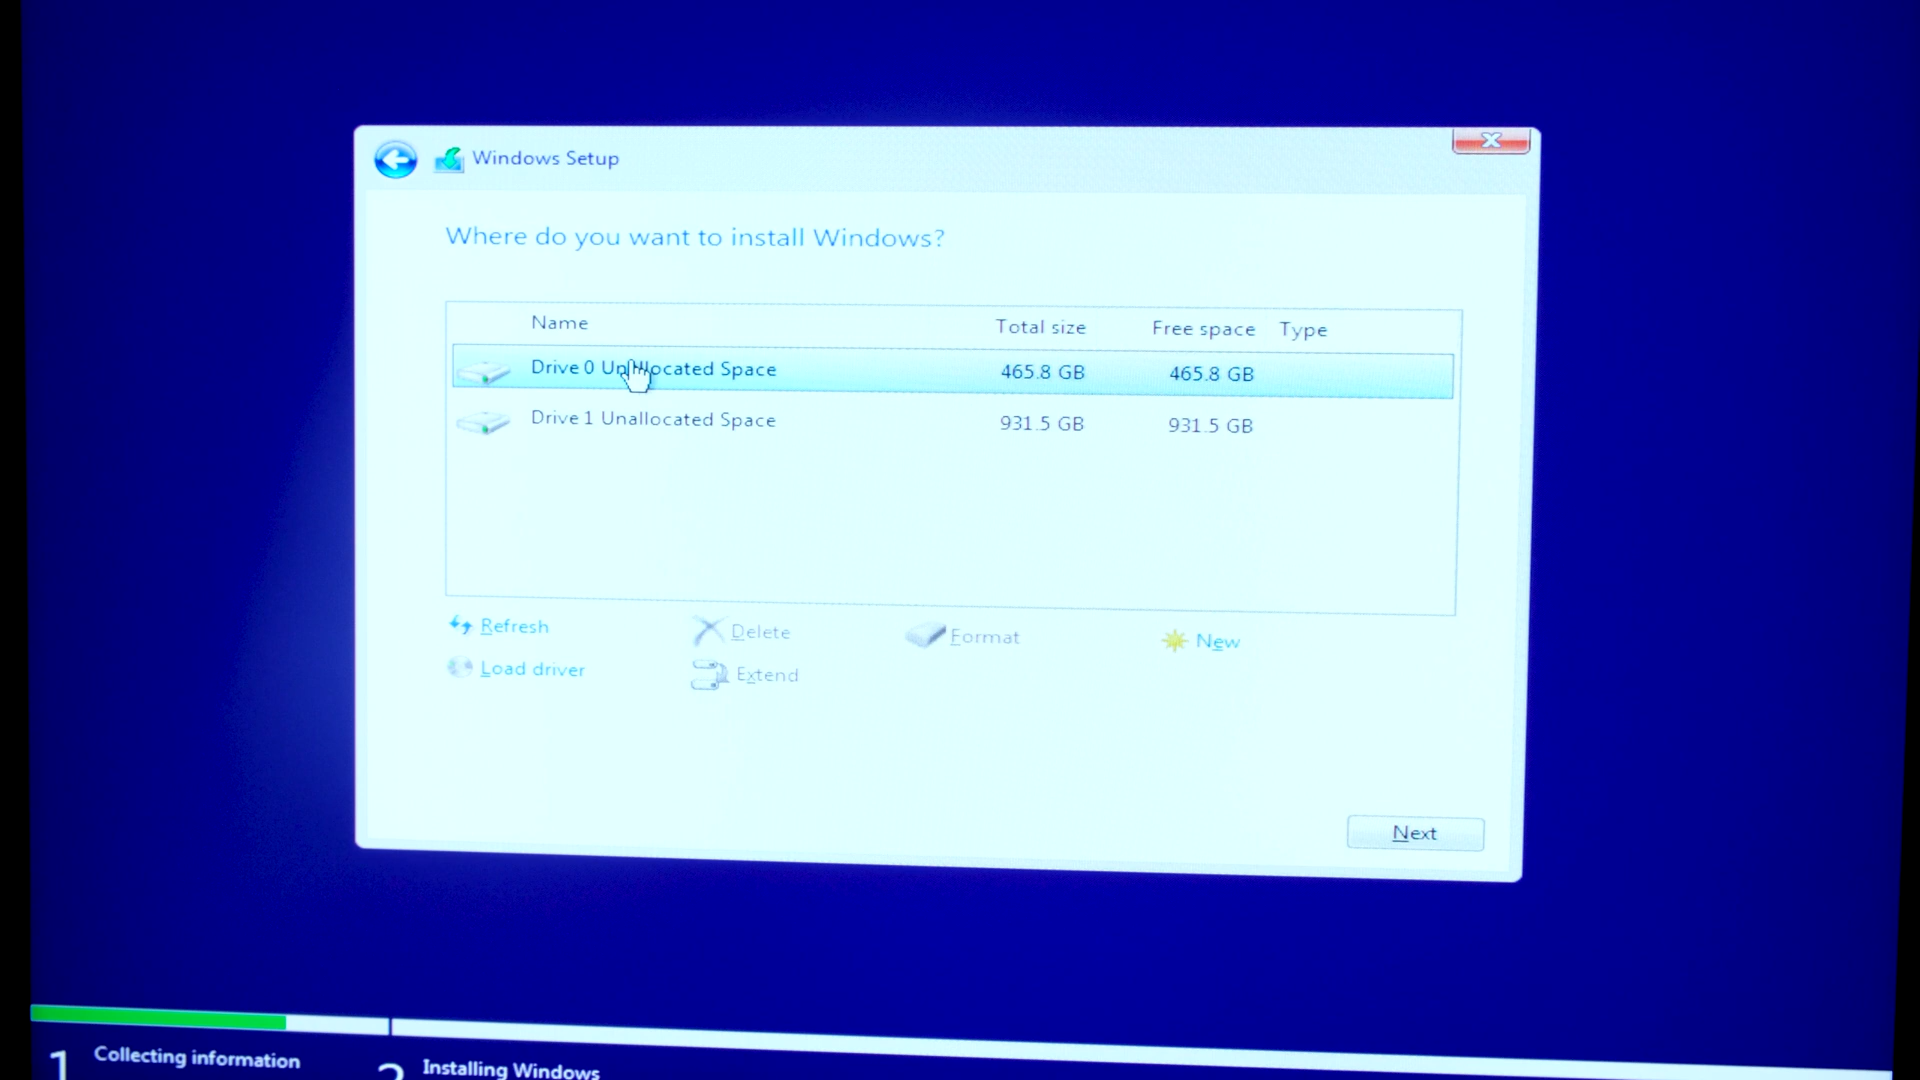 Windows Setup
Where do you want to install Windows?
Name Total size Free space Type
Drive 0 Unallocated Space 465.8 GB 465.8 GB
Drive 1 Unallocated Space 931.5 GB 931.5 GB
Refresh Delete Format New
Load driver Extend
Next
1 Collecting information 2 Installing Windows